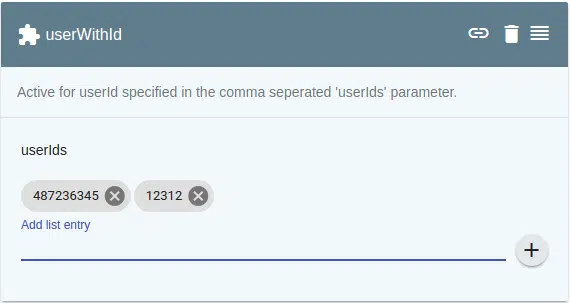 userWithId
Active for userId specified in the comma seperated 'userIds' parameter.
userIds
487236345 12312
Add list entry